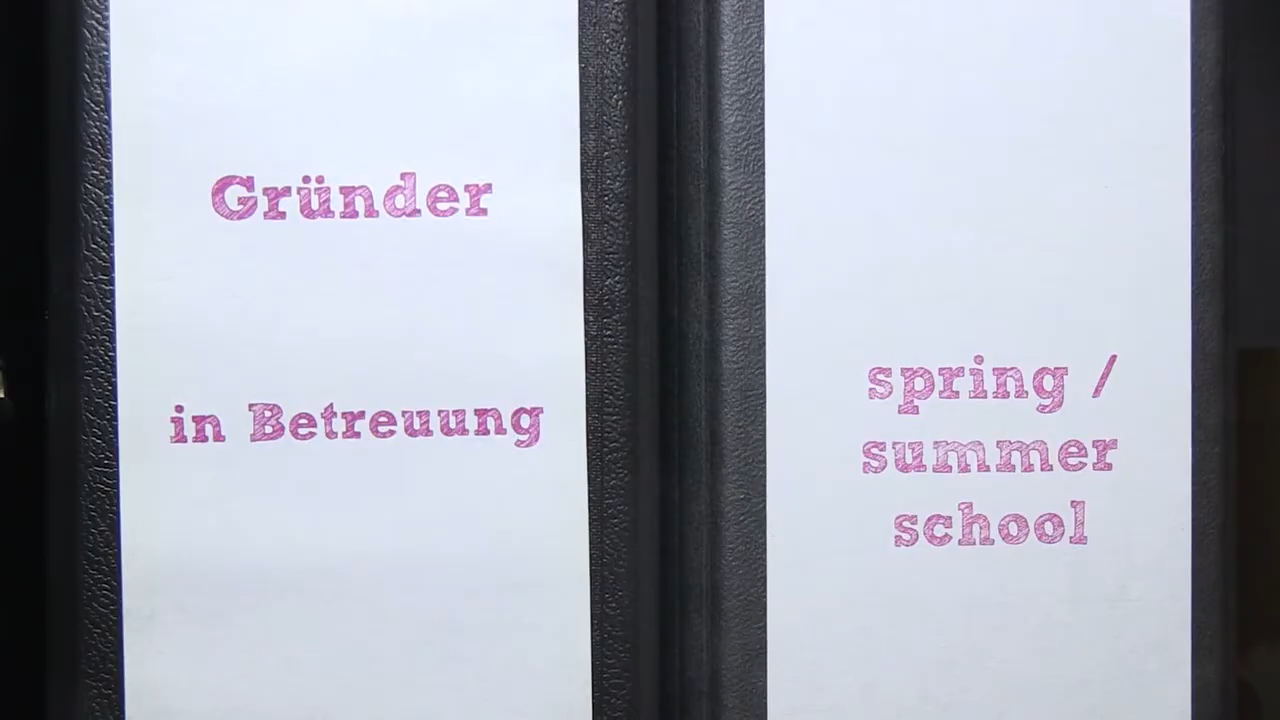 Gründer
in Betreuung
spring /
summer
school